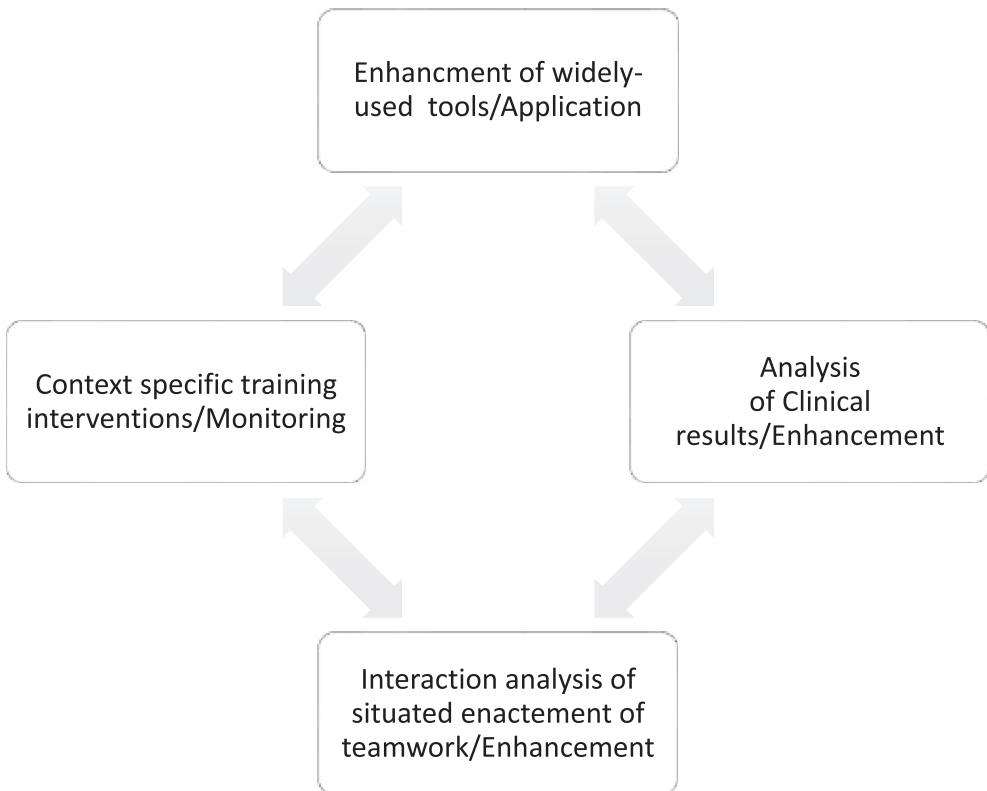 Enhancment of widely-
used tools/Application
Context specific training
interventions/Monitoring
Analysis
of Clinical
results/Enhancement
Interaction analysis of
situated enactement of
teamwork/Enhancement